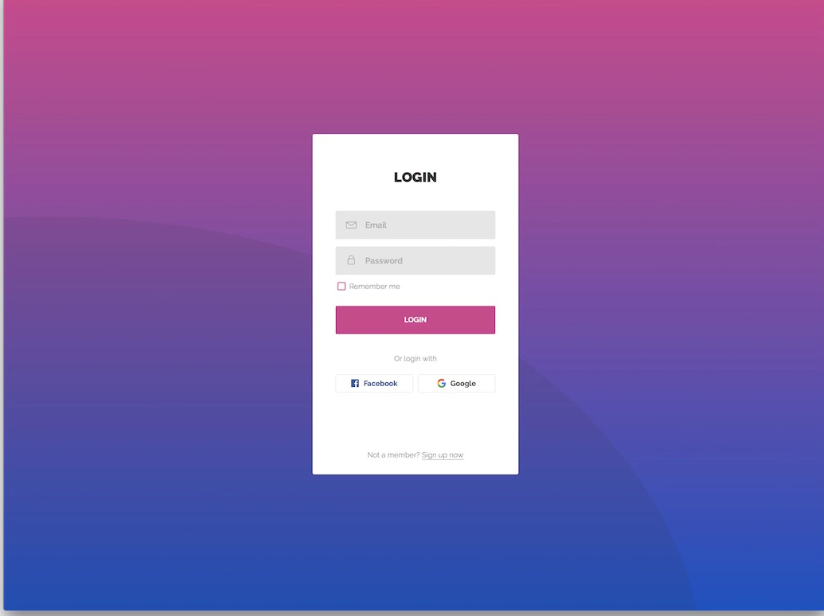 LOGIN
Email
Password
Remember me
LOGIN
Or login with
Facebook Google
Not a member? Sign up now